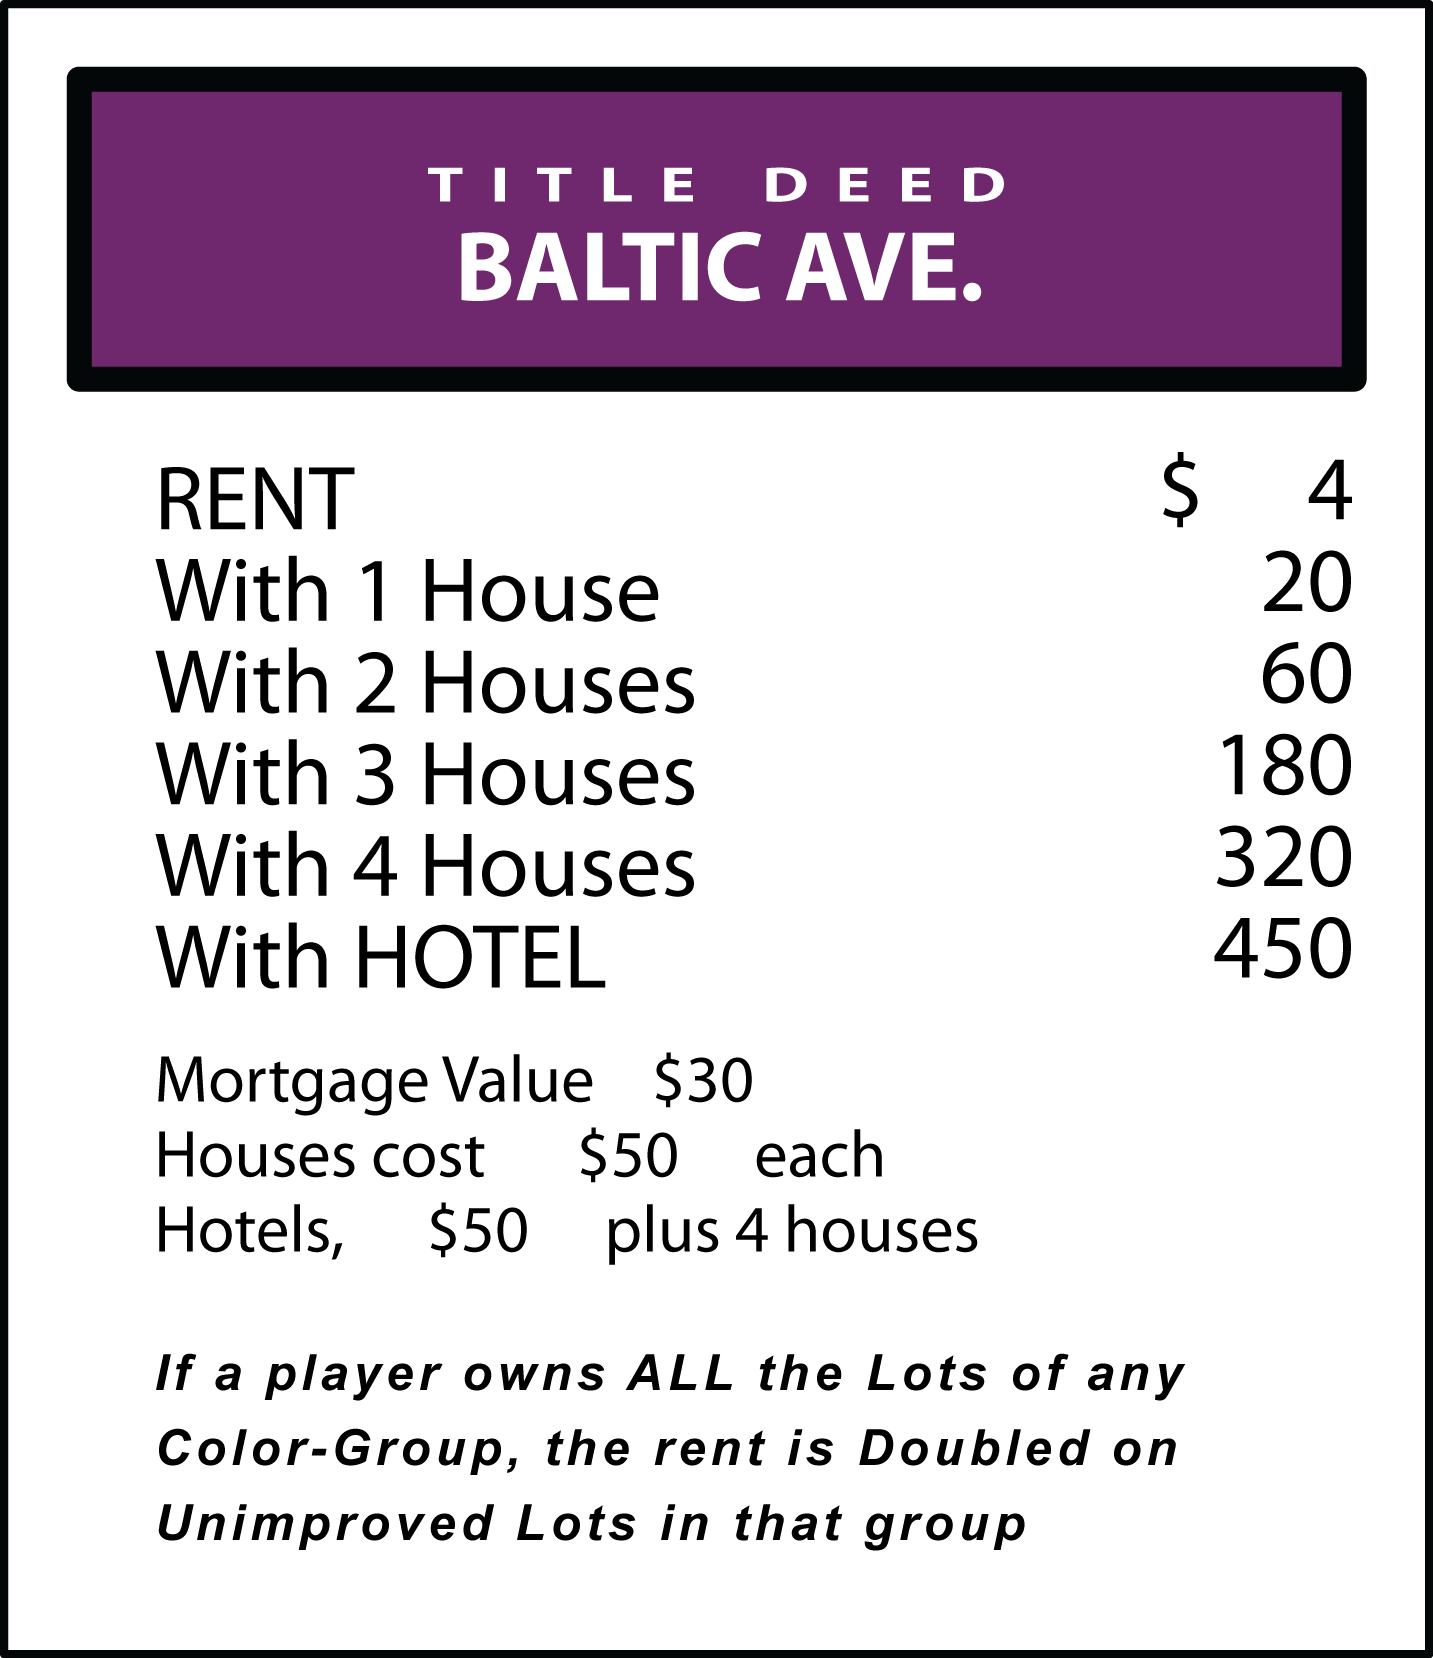 TITLE DEED
BALTIC AVE.
RENT $ 4
With 1 House 20
With 2 Houses 60
With 3 Houses 180
With 4 Houses 320
With HOTEL 450
Mortgage Value $30
Houses cost $50 each
Hotels, $50 plus 4 houses
If a player owns ALL the Lots of any
Color-Group, the rent is Doubled on
Unimproved Lots in that group